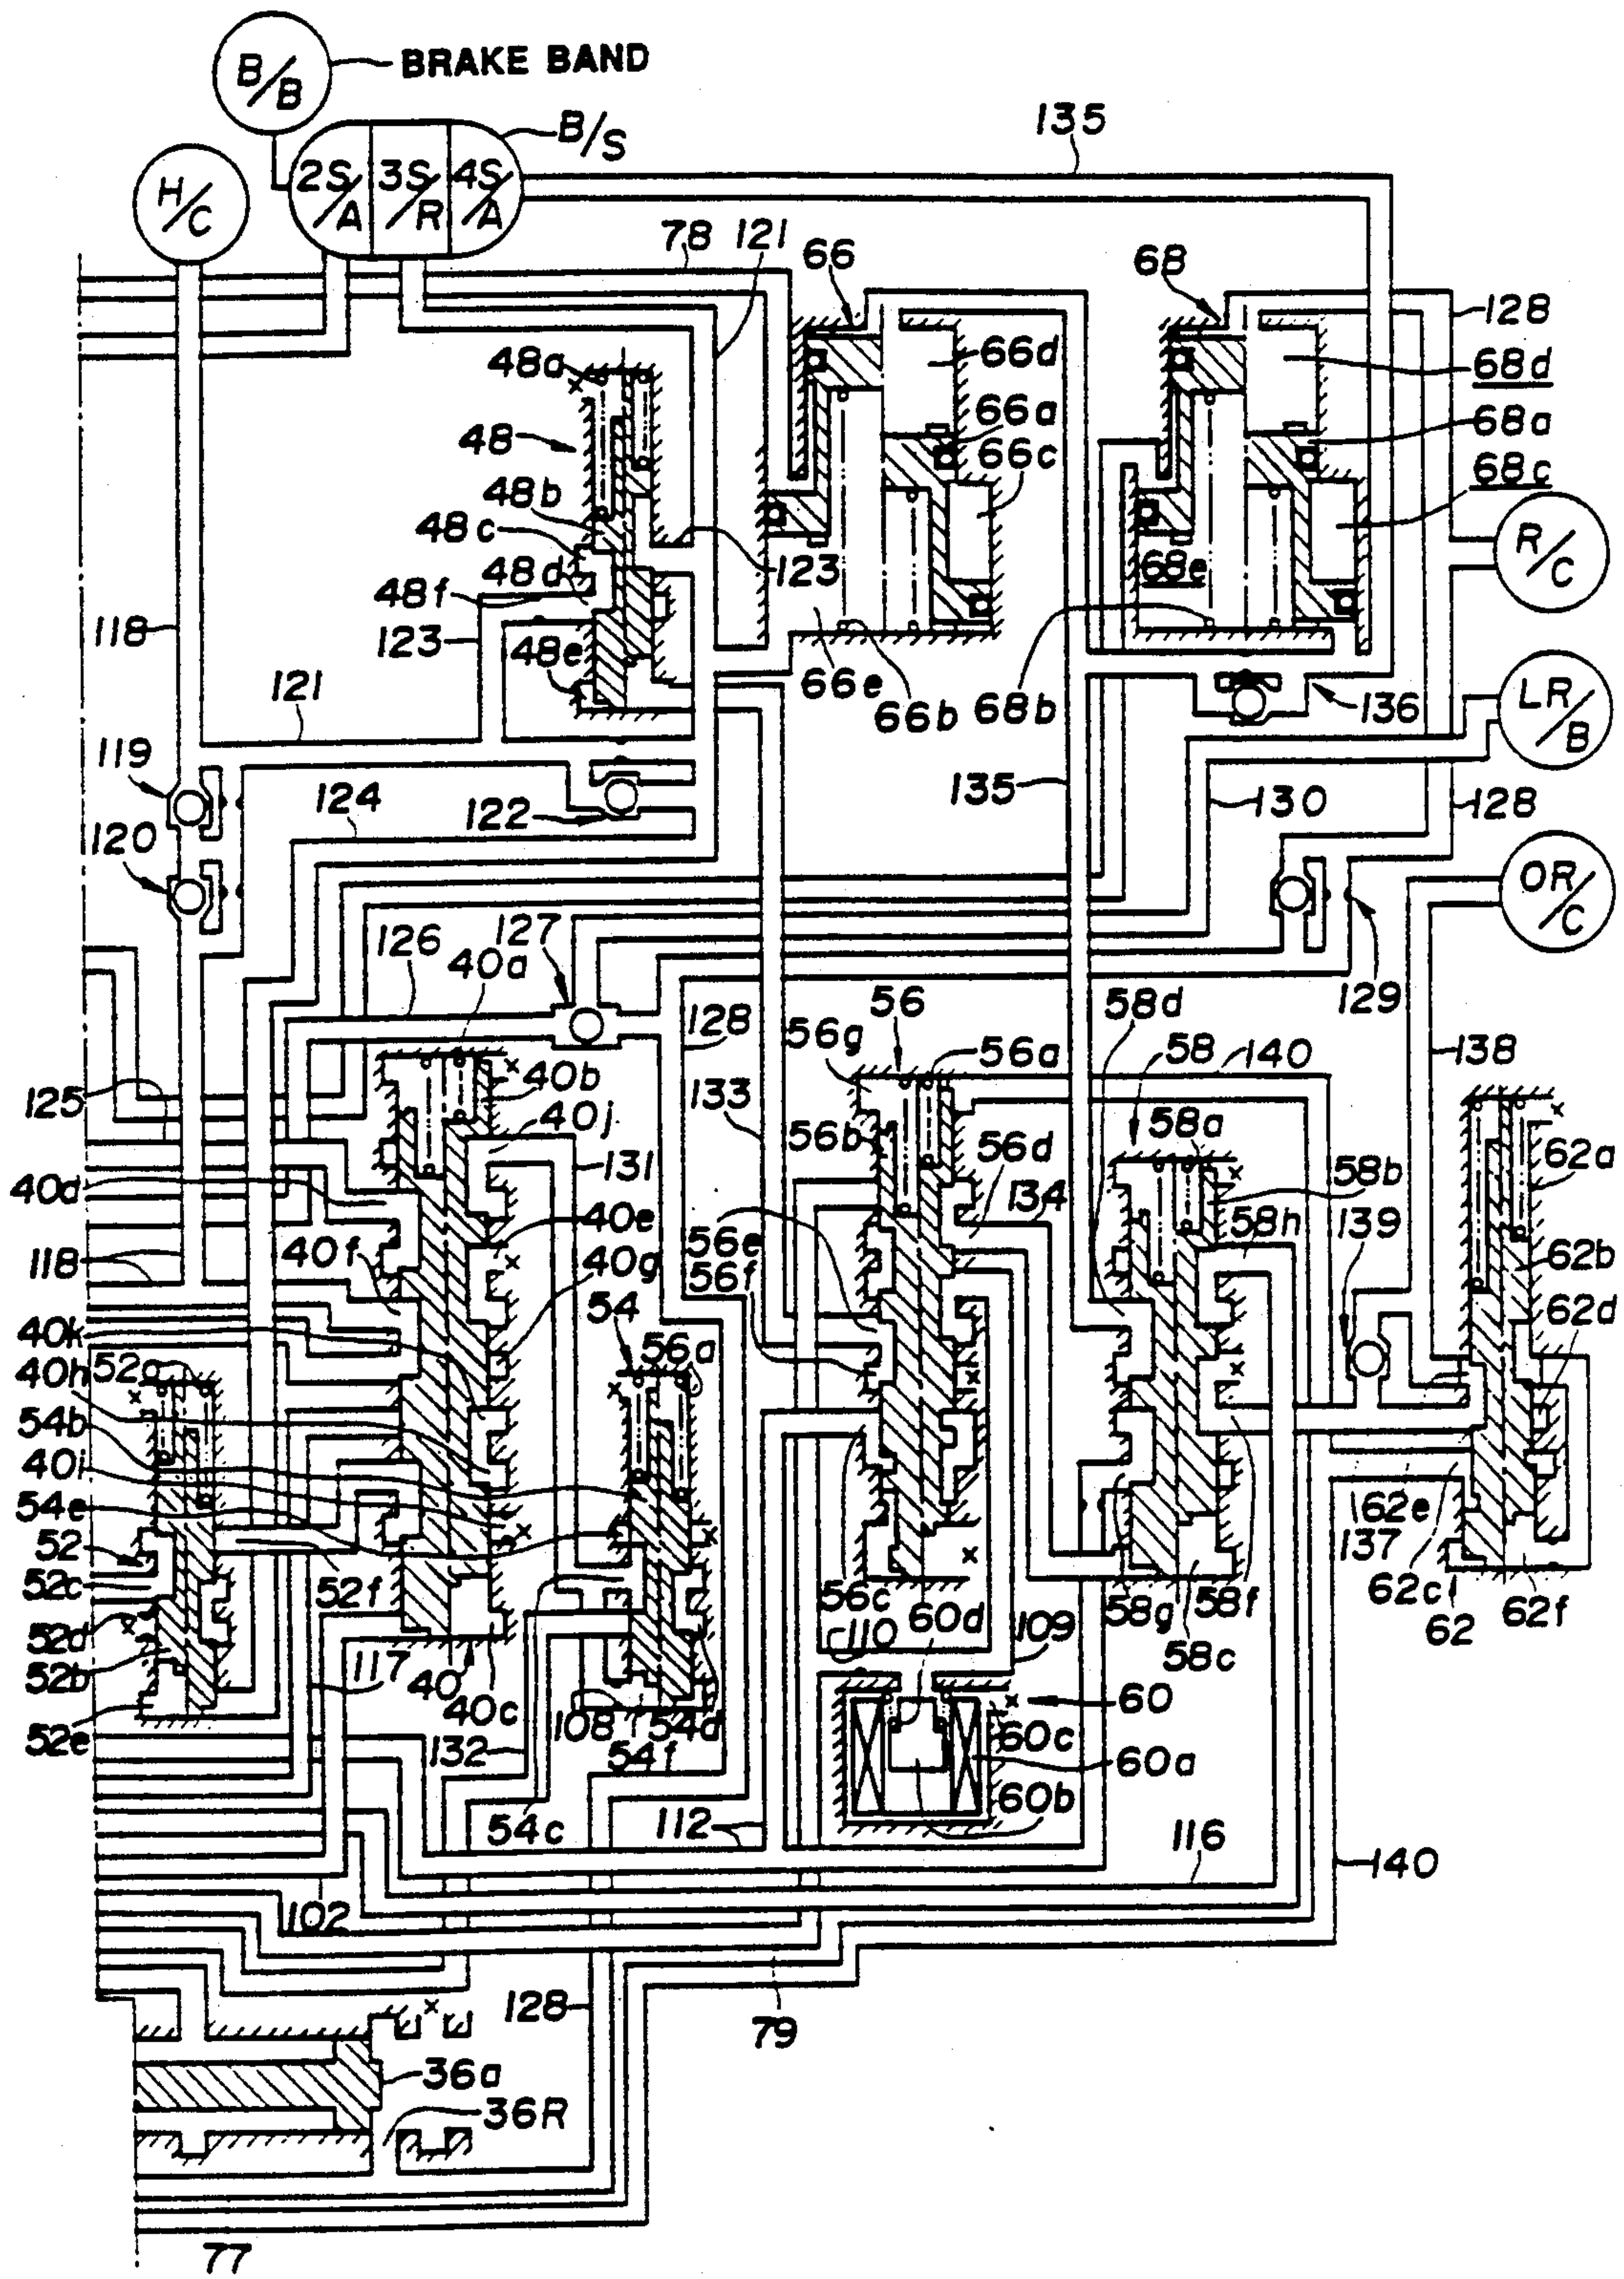 B/B BRAKE BAND
B/S
135
H/C
2S/A 3S/R 4S/A
78 121 66 68
128
48a 66d 68d
48 66a 68a
66c 68c
48b
48c R/C
48d 123 68e
48f
118 123
48e
121 66e 66b 68b 136 LR/B
119
124 135 130 128
120 122
OR/C
126 127 40a
129
128 56 58d
56g 56a 58 140 138
125 40b 133
40j 56b 58a
131 56d 58b 62a
40d 134 139
40e 56e 58h
40f 40g 56f 62b
118
54 62d
40k
40h 52a 56a
54b
40i
54e
52 62e
52c 52f 56c 60d 58g 58f 137 62c
52d 110 109 62 62f
52b 117 40 58c
40c 60
52e 108 54d 60c
132 54f 60a
60b
54c 112
116
140
102
128
79
36a
36R
77